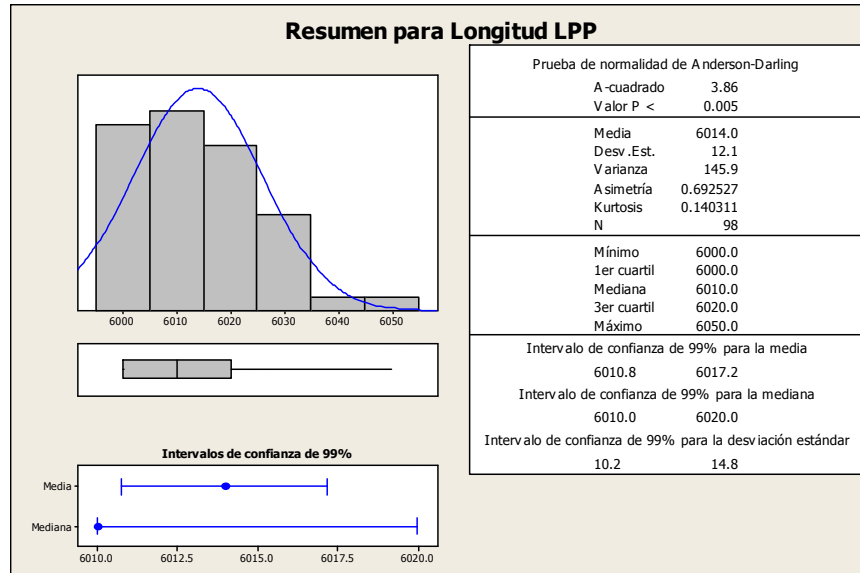 Resumen para Longitud LPP
6000 6010 6020 6030 6040 6050
Intervalos de confianza de 99%
Media
Mediana
6010.0 6012.5 6015.0 6017.5 6020.0
Prueba de normalidad de Anderson-Darling
A-cuadrado 3.86
Valor P < 0.005
Media 6014.0
Desv.Est. 12.1
Varianza 145.9
Asimetría 0.692527
Kurtosis 0.140311
N 98
Mínimo 6000.0
1er cuartil 6000.0
Mediana 6010.0
3er cuartil 6020.0
Máximo 6050.0
Intervalo de confianza de 99% para la media
6010.8 6017.2
Intervalo de confianza de 99% para la mediana
6010.0 6020.0
Intervalo de confianza de 99% para la desviación estándar
10.2 14.8